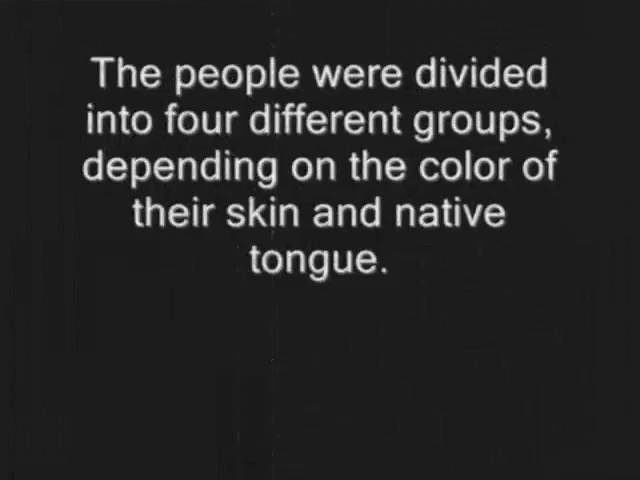 The people were divided
into four different groups,
depending on the color of
their skin and native
tongue.